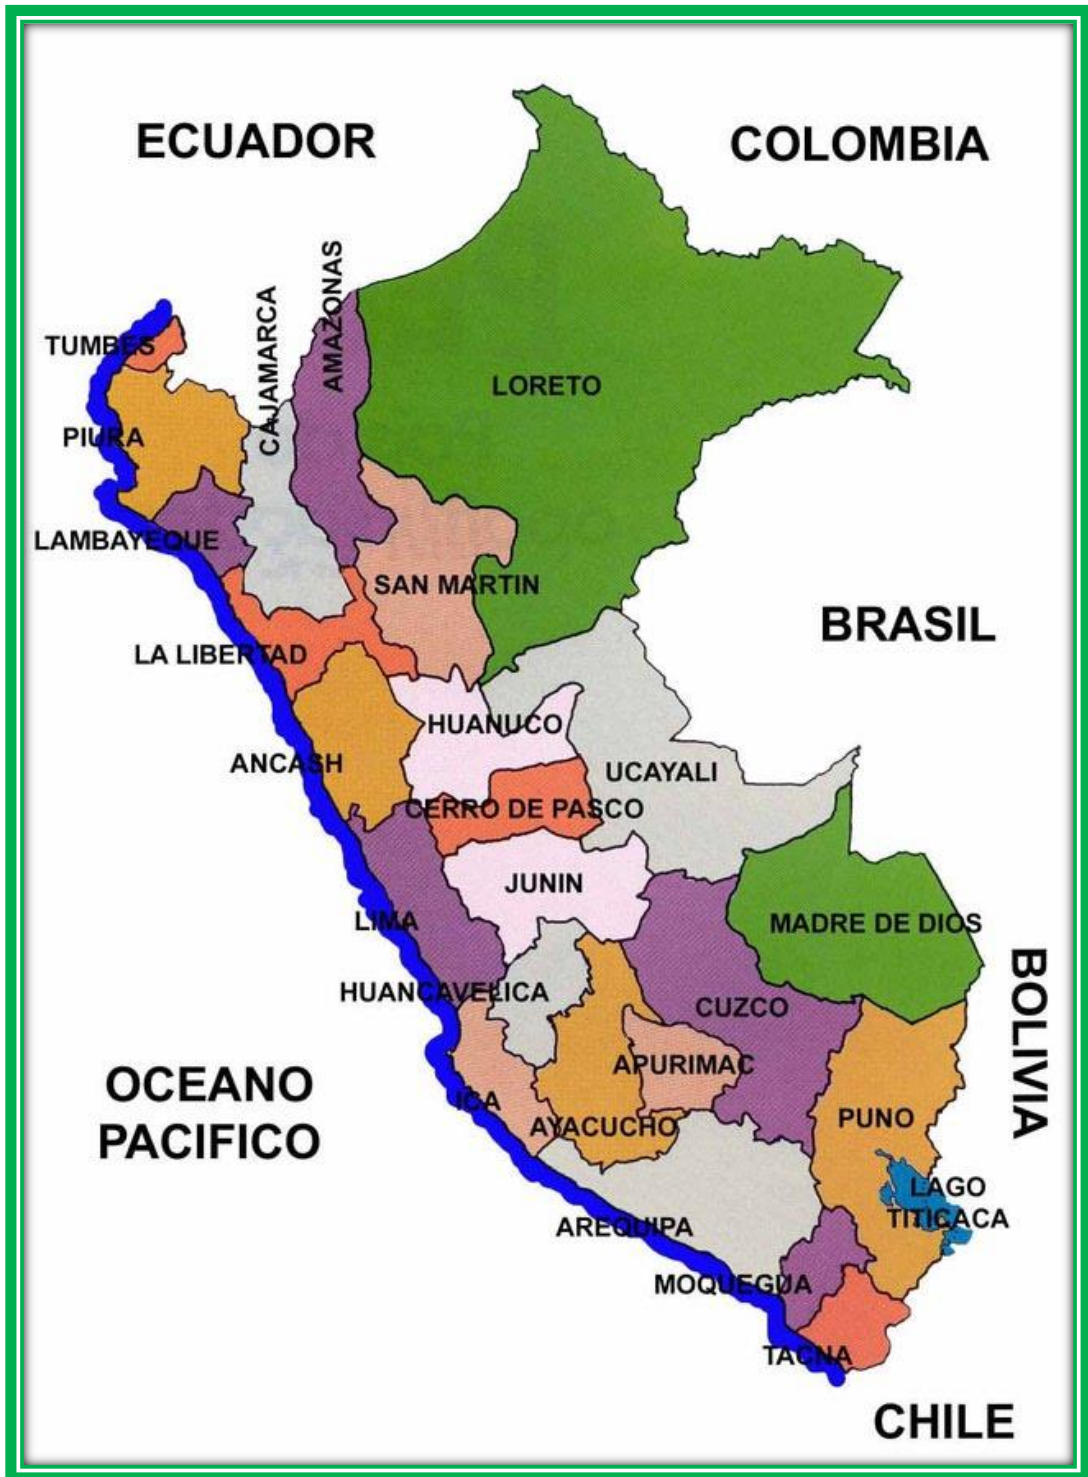 ECUADOR
COLOMBIA
AMAZONAS
CAJAMARCA
TUMBES
LORETO
PIURA
LAMBAYEQUE
SAN MARTIN
BRASIL
LA LIBERTAD
HUANUCO
ANCASH
UCAYALI
CERRO DE PASCO
JUNIN
LIMA
MADRE DE DIOS
HUANCAVELICA
CUZCO
BOLIVIA
APURIMAC
OCEANO
PACIFICO
ICA
AYACUCHO
PUNO
LAGO
TITICACA
AREQUIPA
MOQUEGUA
TACNA
CHILE